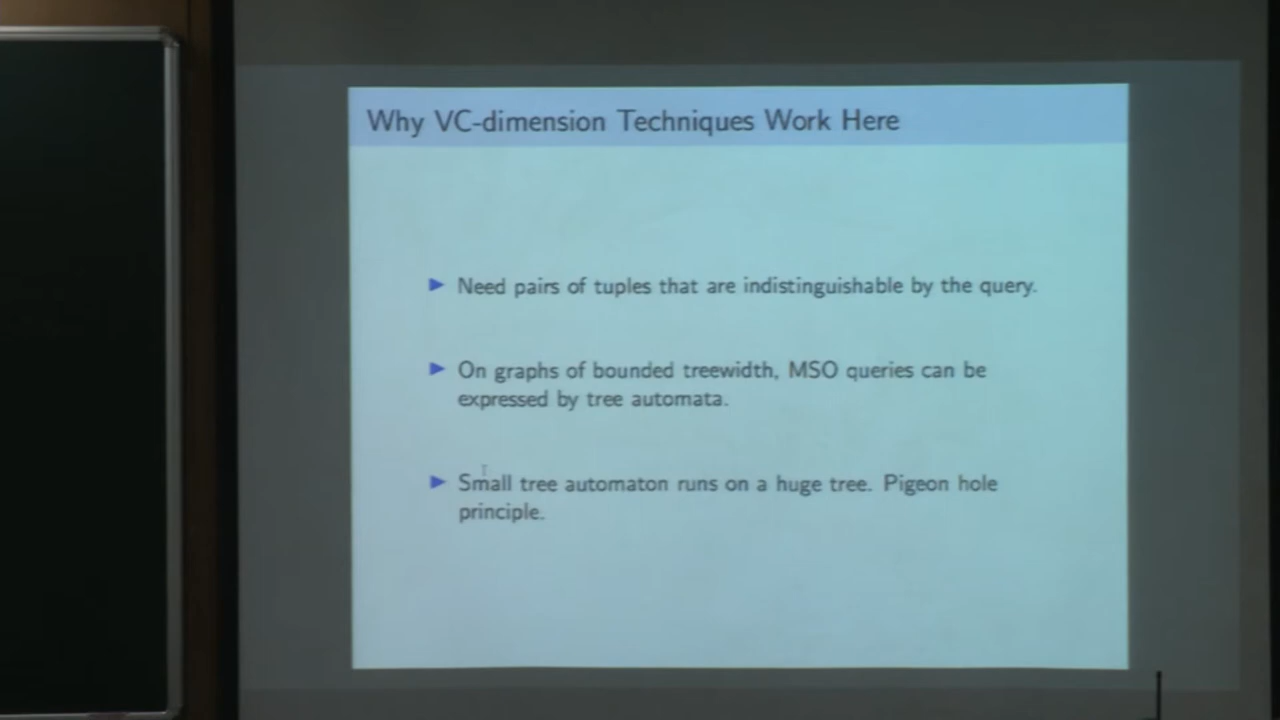 Why VC-dimension Techniques Work Here
Need pairs of tuples that are indistinguishable by the query.
On graphs of bounded treewidth, MSO queries can be
expressed by tree automata.
Small tree automaton runs on a huge tree. Pigeon hole
principle.